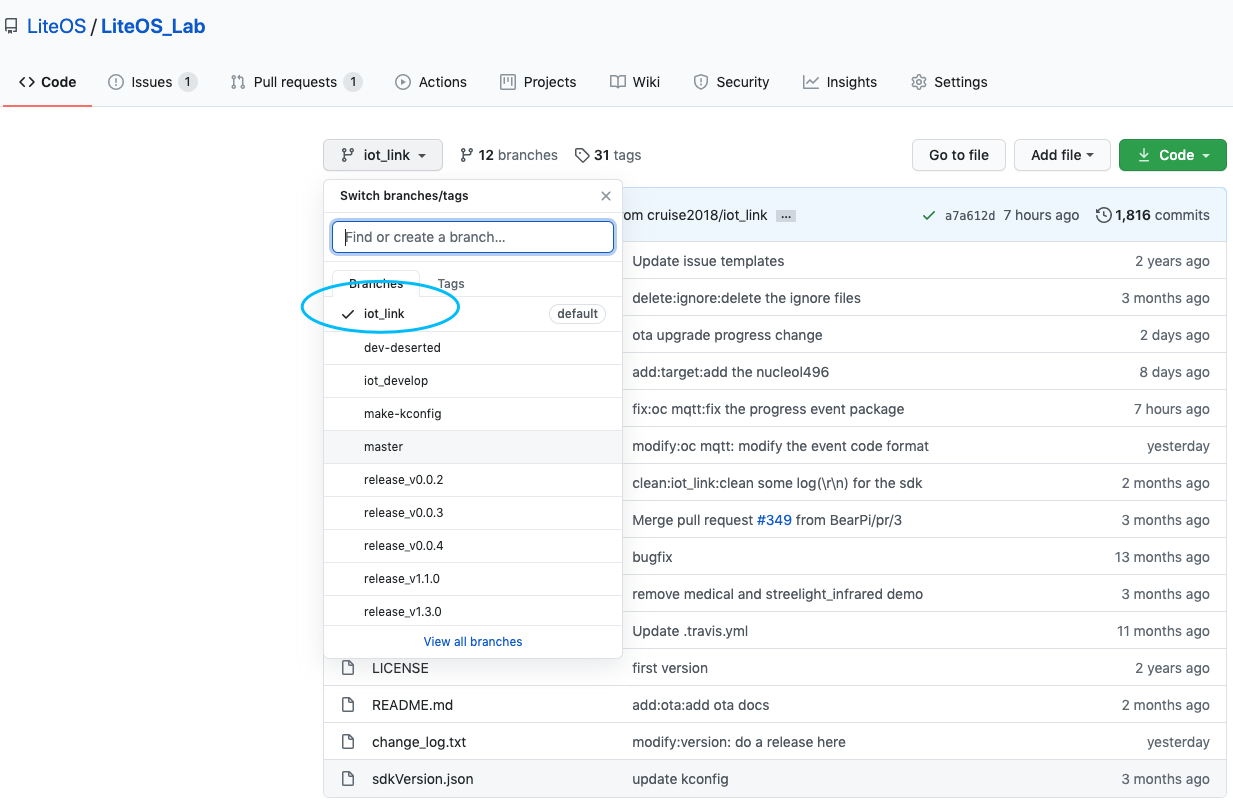 LiteOS / LiteOS_Lab
Code Issues 1 Pull requests 1 Actions Projects Wiki Security Insights Settings
iot_link 12 branches 31 tags Go to file Add file Code
Switch branches/tags
om cruise2018/iot_link ... a7a612d 7 hours ago 1,816 commits
Find or create a branch...
Update issue templates 2 years ago
Branches Tags
delete:ignore:delete the ignore files 3 months ago
iot_link default
ota upgrade progress change 2 days ago
dev-deserted
add:target:add the nucleol496 8 days ago
iot_develop
fix:oc mqtt:fix the progress event package 7 hours ago
make-kconfig
master
modify:oc mqtt: modify the event code format yesterday
release_v0.0.2
clean:iot_link:clean some log(\r\n) for the sdk 2 months ago
release_v0.0.3
Merge pull request #349 from BearPi/pr/3 3 months ago
release_v0.0.4
bugfix 13 months ago
release_v1.1.0
remove medical and streelight_infrared demo 3 months ago
release_v1.3.0
Update .travis.yml 11 months ago
View all branches
LICENSE first version 2 years ago
README.md add:ota:add ota docs 2 months ago
change_log.txt modify:version: do a release here yesterday
sdkVersion.json update kconfig 3 months ago